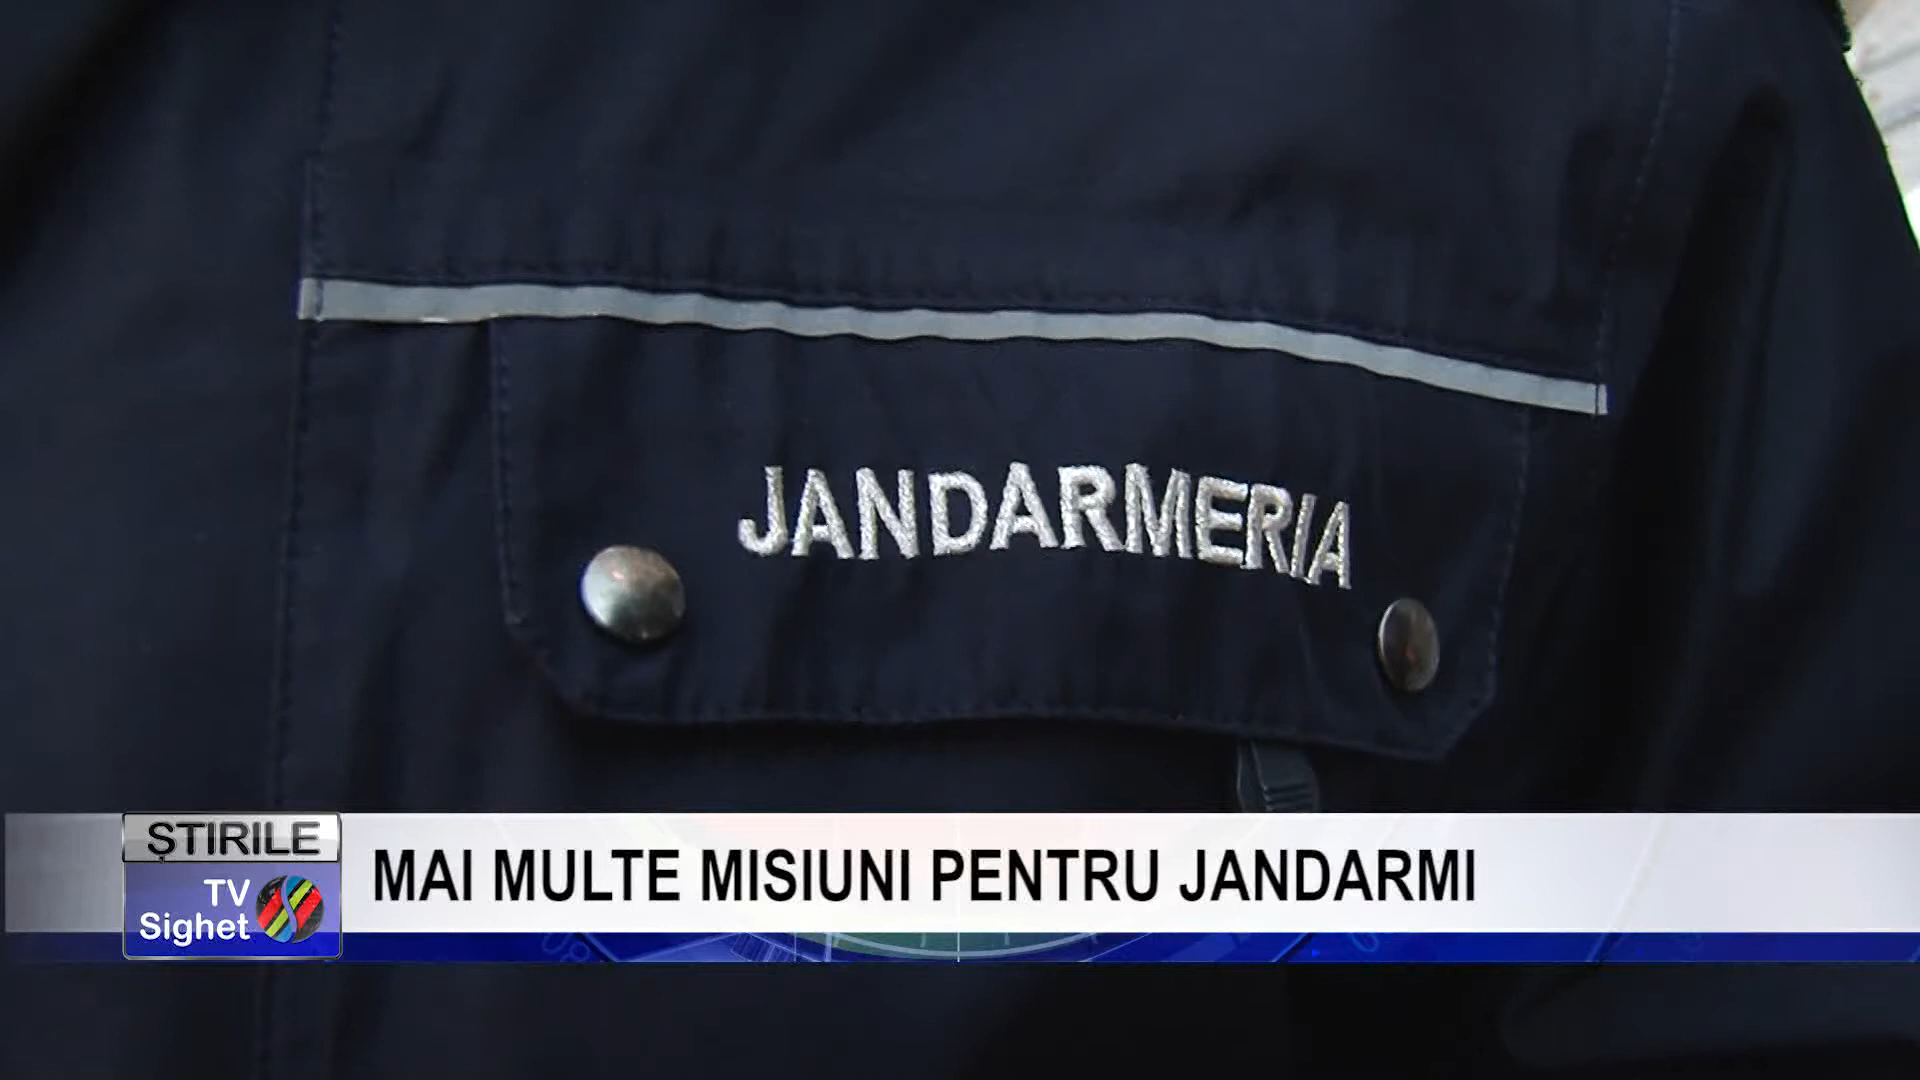 JANDARMERIA
ȘTIRILE
TV
Sighet
MAI MULTE MISIUNI PENTRU JANDARMI